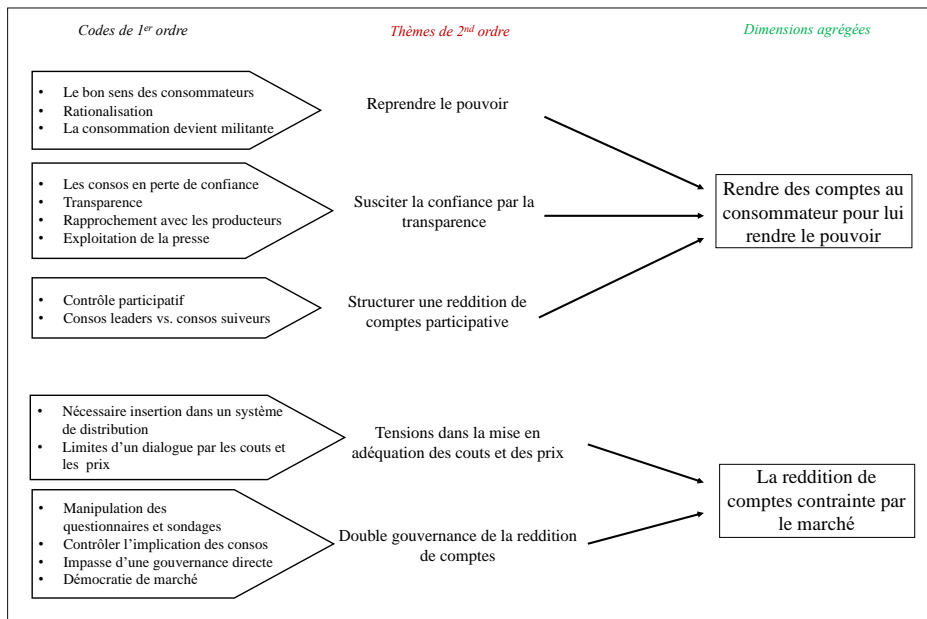 Codes de 1er ordre
Thèmes de 2nd ordre
Dimensions agrégées
• Le bon sens des consommateurs
• Rationalisation
• La consommation devient militante
Reprendre le pouvoir
• Les consos en perte de confiance
• Transparence
• Rapprochement avec les producteurs
• Exploitation de la presse
Susciter la confiance par la
transparence
• Contrôle participatif
• Consos leaders vs. consos suiveurs
Structurer une reddition de
comptes participative
Rendre des comptes au
consommateur pour lui
rendre le pouvoir
• Nécessaire insertion dans un système
de distribution
• Limites d’un dialogue par les couts et
les prix
Tensions dans la mise en
adéquation des couts et des prix
• Manipulation des
questionnaires et sondages
• Contrôler l’implication des consos
• Impasse d’une gouvernance directe
• Démocratie de marché
Double gouvernance de la reddition
de comptes
La reddition de
comptes contrainte par
le marché